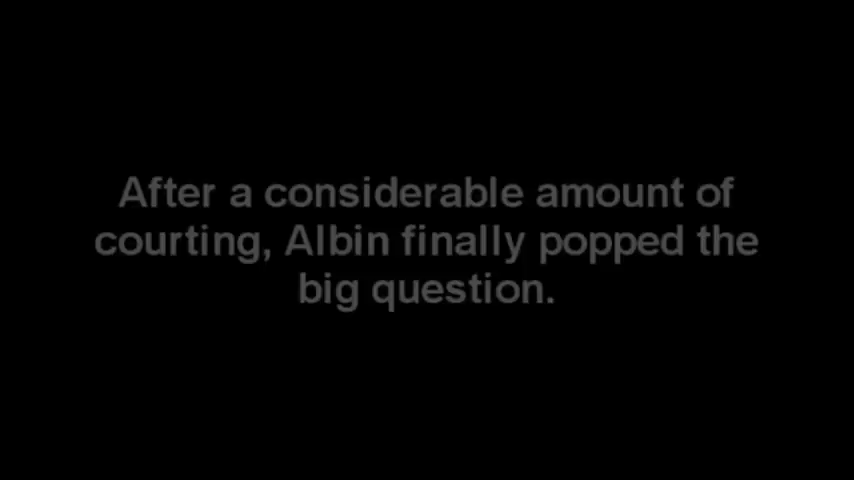 After a considerable amount of
courting, Albin finally popped the
big question.